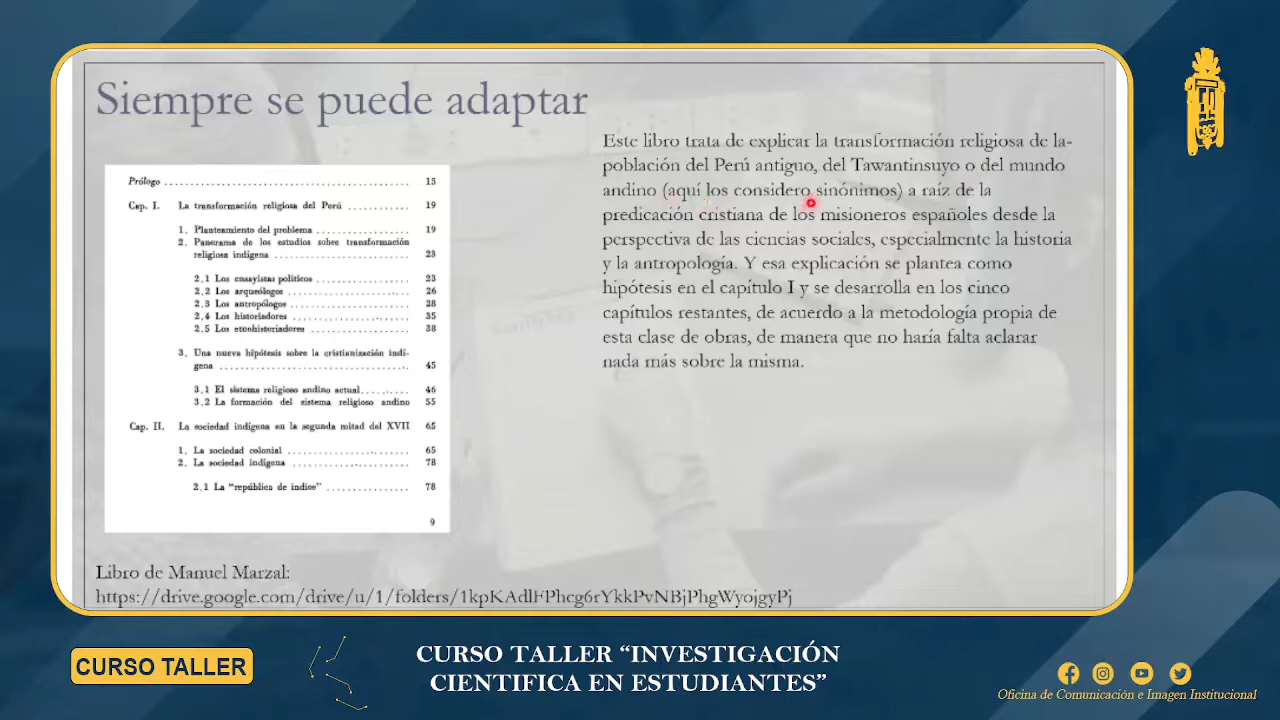 Siempre se puede adaptar
Prólogo ........................................ 13
Cap. I. La transformación religiosa del Perú ............ 19
1. Planteamiento del problema .................. 19
2. Panorama de los estudios sobre transformación
religiosa indígena ........................... 23
2.1 Los ensayistas políticos ................... 23
2.2 Los arqueólogos ........................... 26
2.3 Los antropólogos .......................... 28
2.4 Los historiadores .......................... 35
2.5 Los etnohistoriadores ..................... 38
3. Una nueva hipótesis sobre la cristianización indí-
gena ....................................... 45
3.1 El sistema religioso andino actual.......... 46
3.2 La formación del sistema religioso andino 55
Cap. II. La sociedad indígena en la segunda mitad del XVII 65
1. La sociedad colonial ......................... 65
2. La sociedad indígena ........................ 78
2.1 La "república de indios" .................. 78
9
Este libro trata de explicar la transformación religiosa de la-
población del Perú antiguo, del Tawantinsuyo o del mundo
andino (aquí los considero sinónimos) a raíz de la
predicación cristiana de los misioneros españoles desde la
perspectiva de las ciencias sociales, especialmente la historia
y la antropología. Y esa explicación se plantea como
hipótesis en el capítulo I y se desarrolla en los cinco
capítulos restantes, de acuerdo a la metodología propia de
esta clase de obras, de manera que no haría falta aclarar
nada más sobre la misma.
Libro de Manuel Marzal:
https://drive.google.com/drive/u/1/folders/1kpKAdlFPhcg6rYkkPvNBjPhgWyojgyPj
CURSO TALLER
CURSO TALLER “INVESTIGACIÓN
CIENTIFICA EN ESTUDIANTES”
Oficina de Comunicación e Imagen Institucional